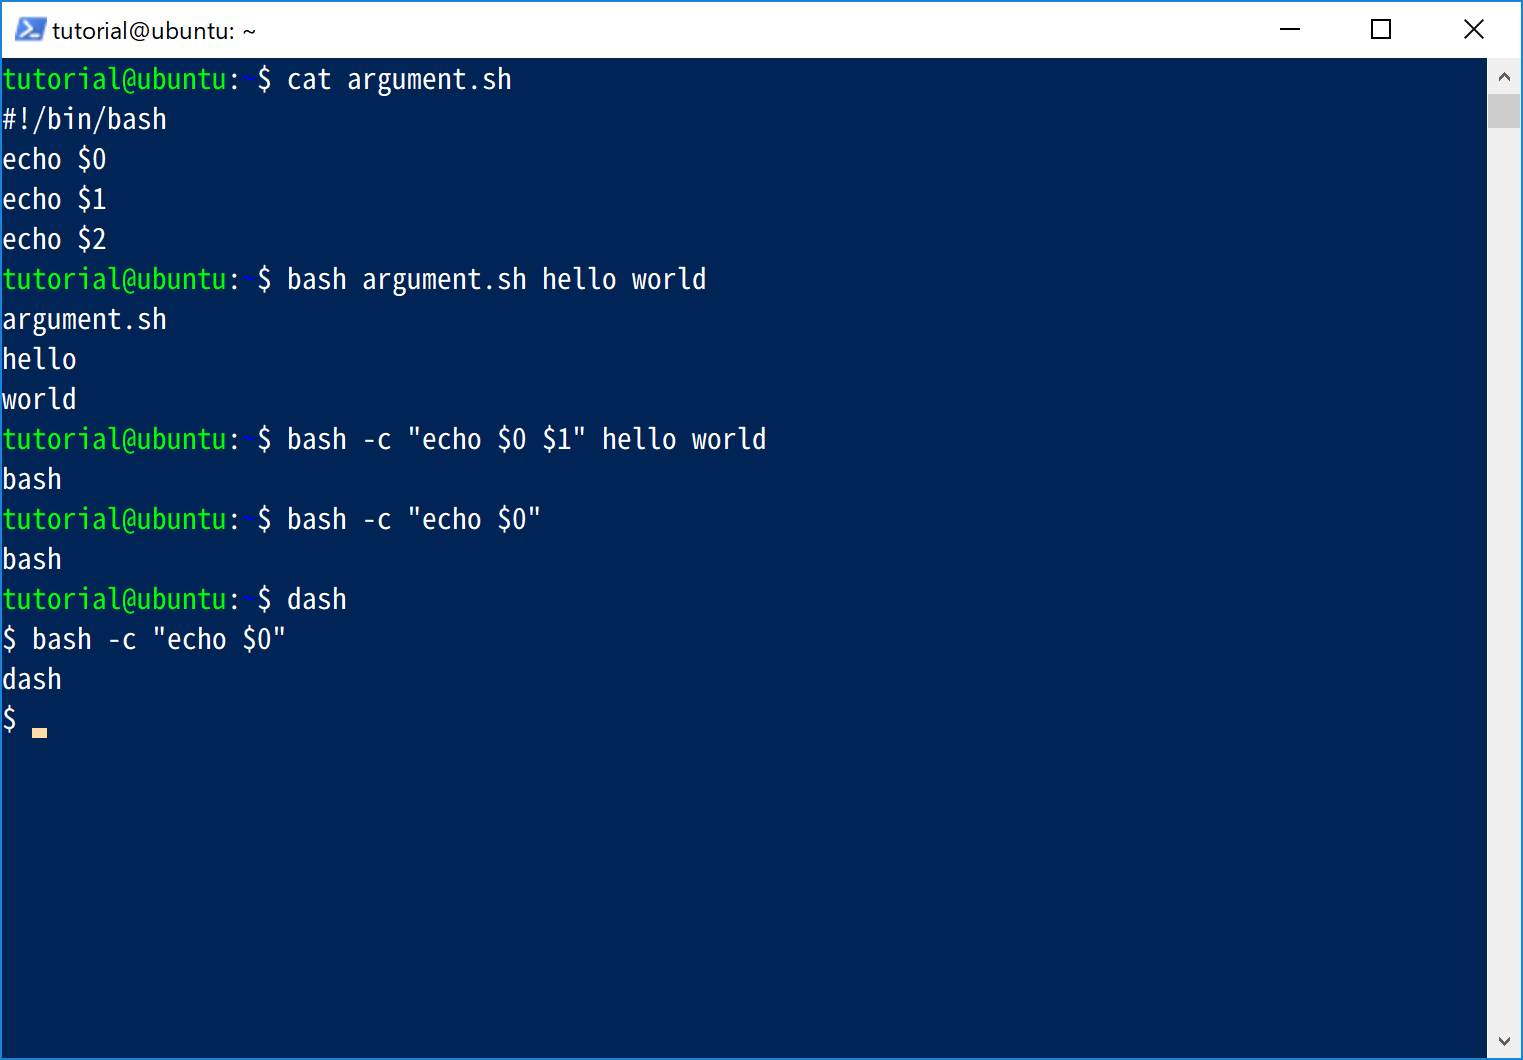 tutorial@ubuntu: ~
tutorial@ubuntu:~$ cat argument.sh
#!/bin/bash
echo $0
echo $1
echo $2
tutorial@ubuntu:~$ bash argument.sh hello world
argument.sh
hello
world
tutorial@ubuntu:~$ bash -c "echo $0 $1" hello world
bash
tutorial@ubuntu:~$ bash -c "echo $0"
bash
tutorial@ubuntu:~$ dash
$ bash -c "echo $0"
dash
$